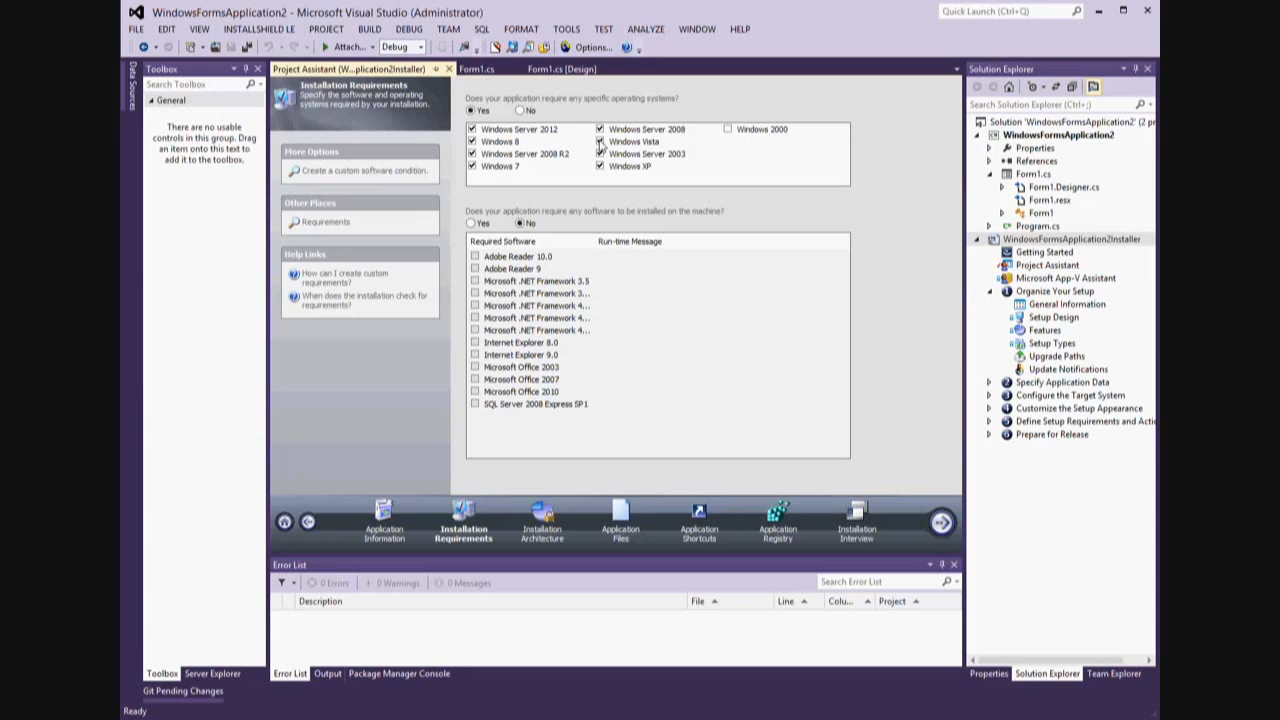 WindowsFormsApplication2 - Microsoft Visual Studio (Administrator)
Quick Launch (Ctrl+Q)
FILE EDIT VIEW INSTALLSHIELD LE PROJECT BUILD DEBUG TEAM SQL FORMAT TOOLS TEST ANALYZE WINDOW HELP
Attach... Debug Options...
Data Sources
Toolbox
Search Toolbox
General
There are no usable
controls in this group. Drag
an item onto this text to
add it to the toolbox.
Toolbox Server Explorer
Project Assistant (W...plication2Installer) Form1.cs Form1.cs [Design]
Installation Requirements
Specify the software and operating
systems required by your installation.
More Options
Create a custom software condition.
Other Places
Requirements
Help Links
How can I create custom
requirements?
When does the installation check for
requirements?
Does your application require any specific operating systems?
Yes No
Windows Server 2012 Windows Server 2008 Windows 2000
Windows 8 Windows Vista
Windows Server 2008 R2 Windows Server 2003
Windows 7 Windows XP
Does your application require any software to be installed on the machine?
Yes No
Required Software Run-time Message
Adobe Reader 10.0
Adobe Reader 9
Microsoft .NET Framework 3.5
Microsoft .NET Framework 3...
Microsoft .NET Framework 4...
Microsoft .NET Framework 4...
Microsoft .NET Framework 4...
Internet Explorer 8.0
Internet Explorer 9.0
Microsoft Office 2003
Microsoft Office 2007
Microsoft Office 2010
SQL Server 2008 Express SP1
Application
Information
Installation
Requirements
Installation
Architecture
Application
Files
Application
Shortcuts
Application
Registry
Installation
Interview
Error List
0 Errors 0 Warnings 0 Messages
Search Error List
Description File Line Colu... Project
Error List Output Package Manager Console
Solution Explorer
Search Solution Explorer (Ctrl+;)
Solution 'WindowsFormsApplication2' (2 pr
WindowsFormsApplication2
Properties
References
Form1.cs
Form1.Designer.cs
Form1.resx
Form1
Program.cs
WindowsFormsApplication2Installer
Getting Started
Project Assistant
Microsoft App-V Assistant
1 Organize Your Setup
General Information
Setup Design
Features
Setup Types
Upgrade Paths
Update Notifications
2 Specify Application Data
3 Configure the Target System
4 Customize the Setup Appearance
5 Define Setup Requirements and Actio
6 Prepare for Release
Properties Solution Explorer Team Explorer
Git Pending Changes
Ready